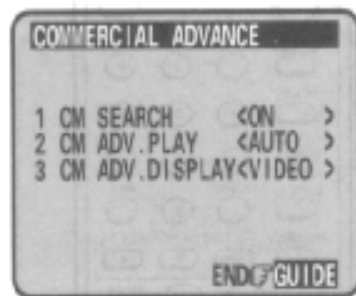 COMMERCIAL ADVANCE
1 CM SEARCH <ON >
2 CM ADV.PLAY <AUTO >
3 CM ADV.DISPLAY<VIDEO >
END☞GUIDE